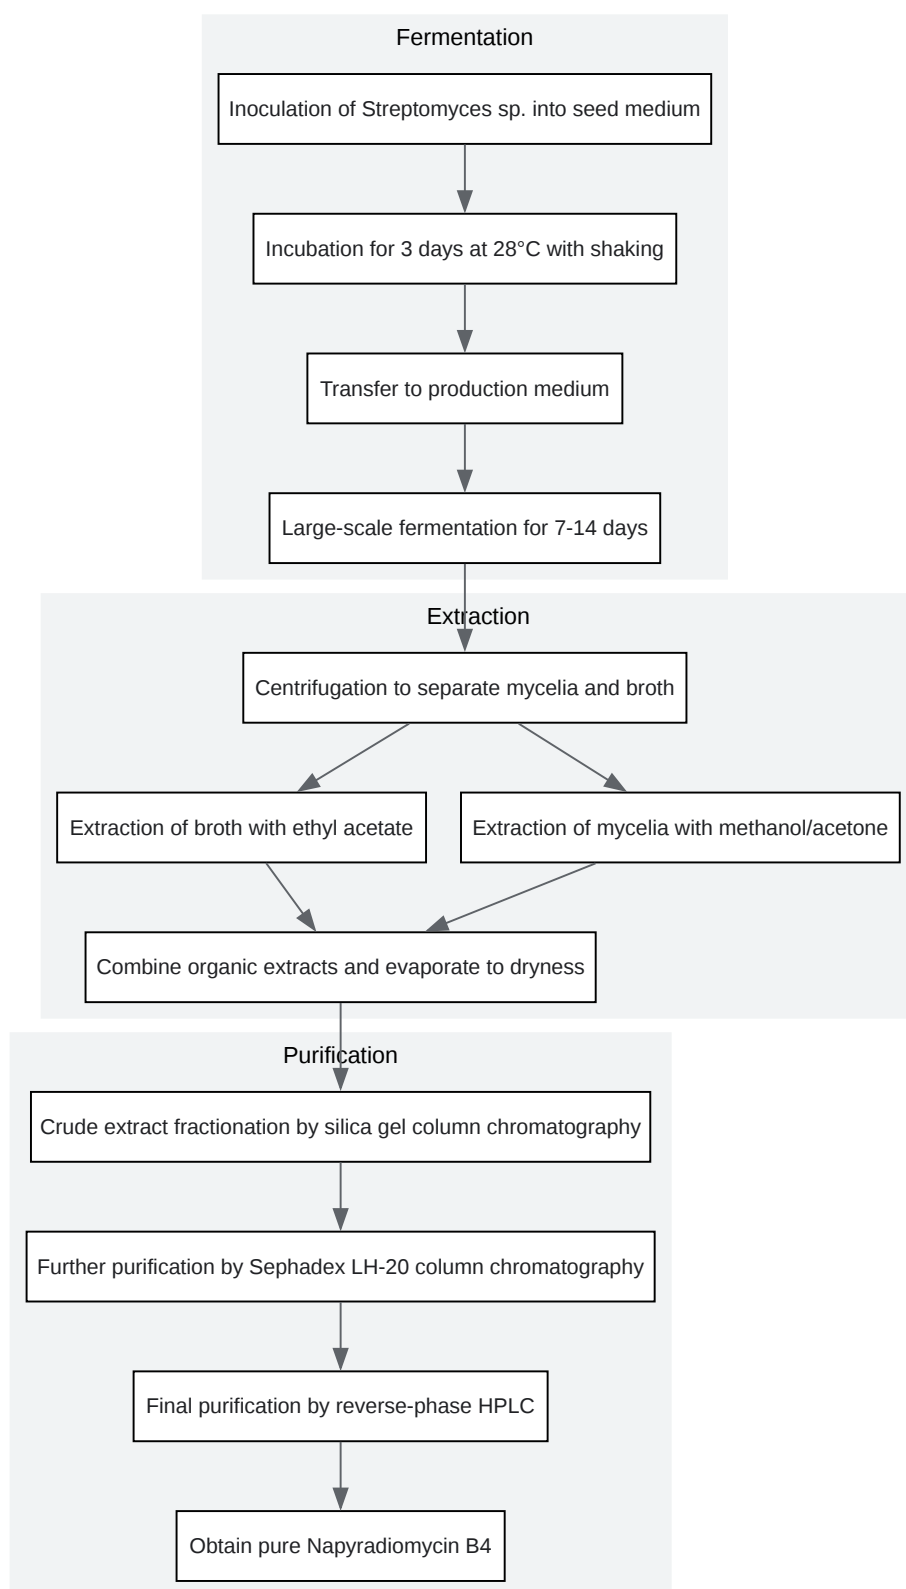 Fermentation
Inoculation of Streptomyces sp. into seed medium
Incubation for 3 days at 28°C with shaking
Transfer to production medium
Large-scale fermentation for 7-14 days
Extraction
Centrifugation to separate mycelia and broth
Extraction of broth with ethyl acetate
Extraction of mycelia with methanol/acetone
Combine organic extracts and evaporate to dryness
Purification
Crude extract fractionation by silica gel column chromatography
Further purification by Sephadex LH-20 column chromatography
Final purification by reverse-phase HPLC
Obtain pure Napyradiomycin B4